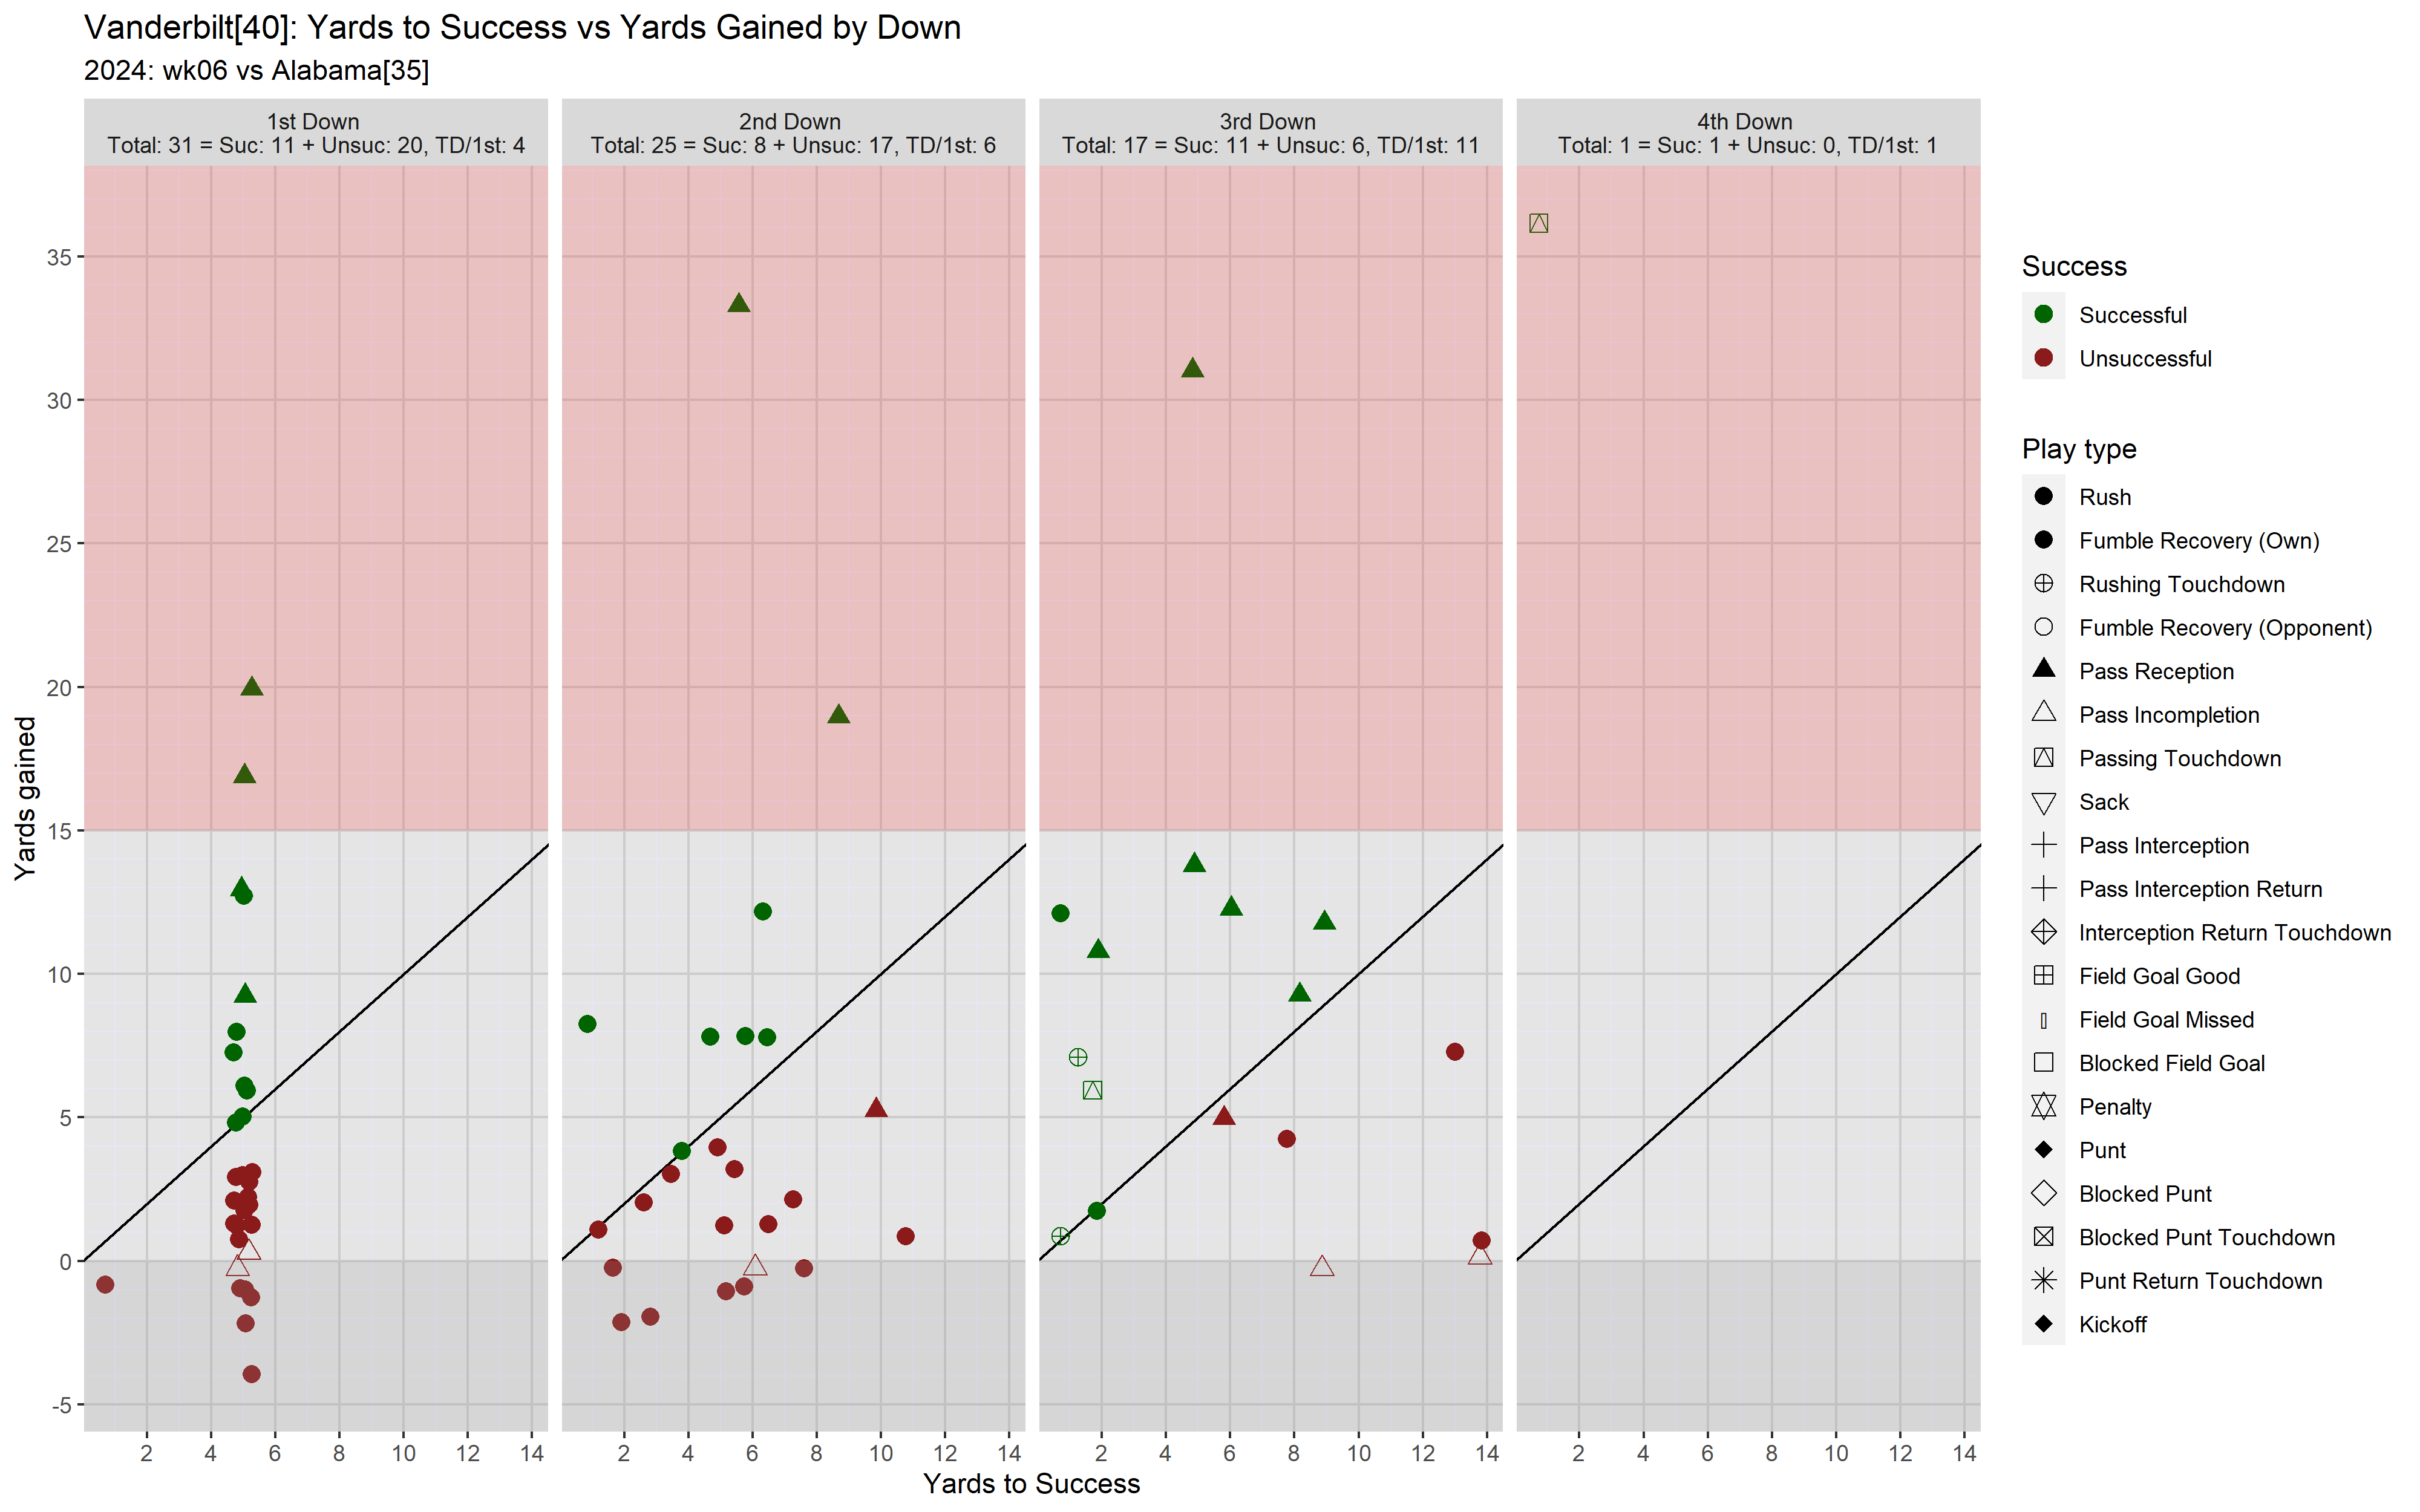 Vanderbilt[40]: Yards to Success vs Yards Gained by Down
2024: wk06 vs Alabama[35]
1st Down
Total: 31 = Suc: 11 + Unsuc: 20, TD/1st: 4
2nd Down
Total: 25 = Suc: 8 + Unsuc: 17, TD/1st: 6
3rd Down
Total: 17 = Suc: 11 + Unsuc: 6, TD/1st: 11
4th Down
Total: 1 = Suc: 1 + Unsuc: 0, TD/1st: 1
Yards gained
35
30
25
20
15
10
5
0
-5
2 4 6 8 10 12 14
2 4 6 8 10 12 14
2 4 6 8 10 12 14
2 4 6 8 10 12 14
Yards to Success
Success
Successful
Unsuccessful
Play type
Rush
Fumble Recovery (Own)
Rushing Touchdown
Fumble Recovery (Opponent)
Pass Reception
Pass Incompletion
Passing Touchdown
Sack
Pass Interception
Pass Interception Return
Interception Return Touchdown
Field Goal Good
Field Goal Missed
Blocked Field Goal
Penalty
Punt
Blocked Punt
Blocked Punt Touchdown
Punt Return Touchdown
Kickoff